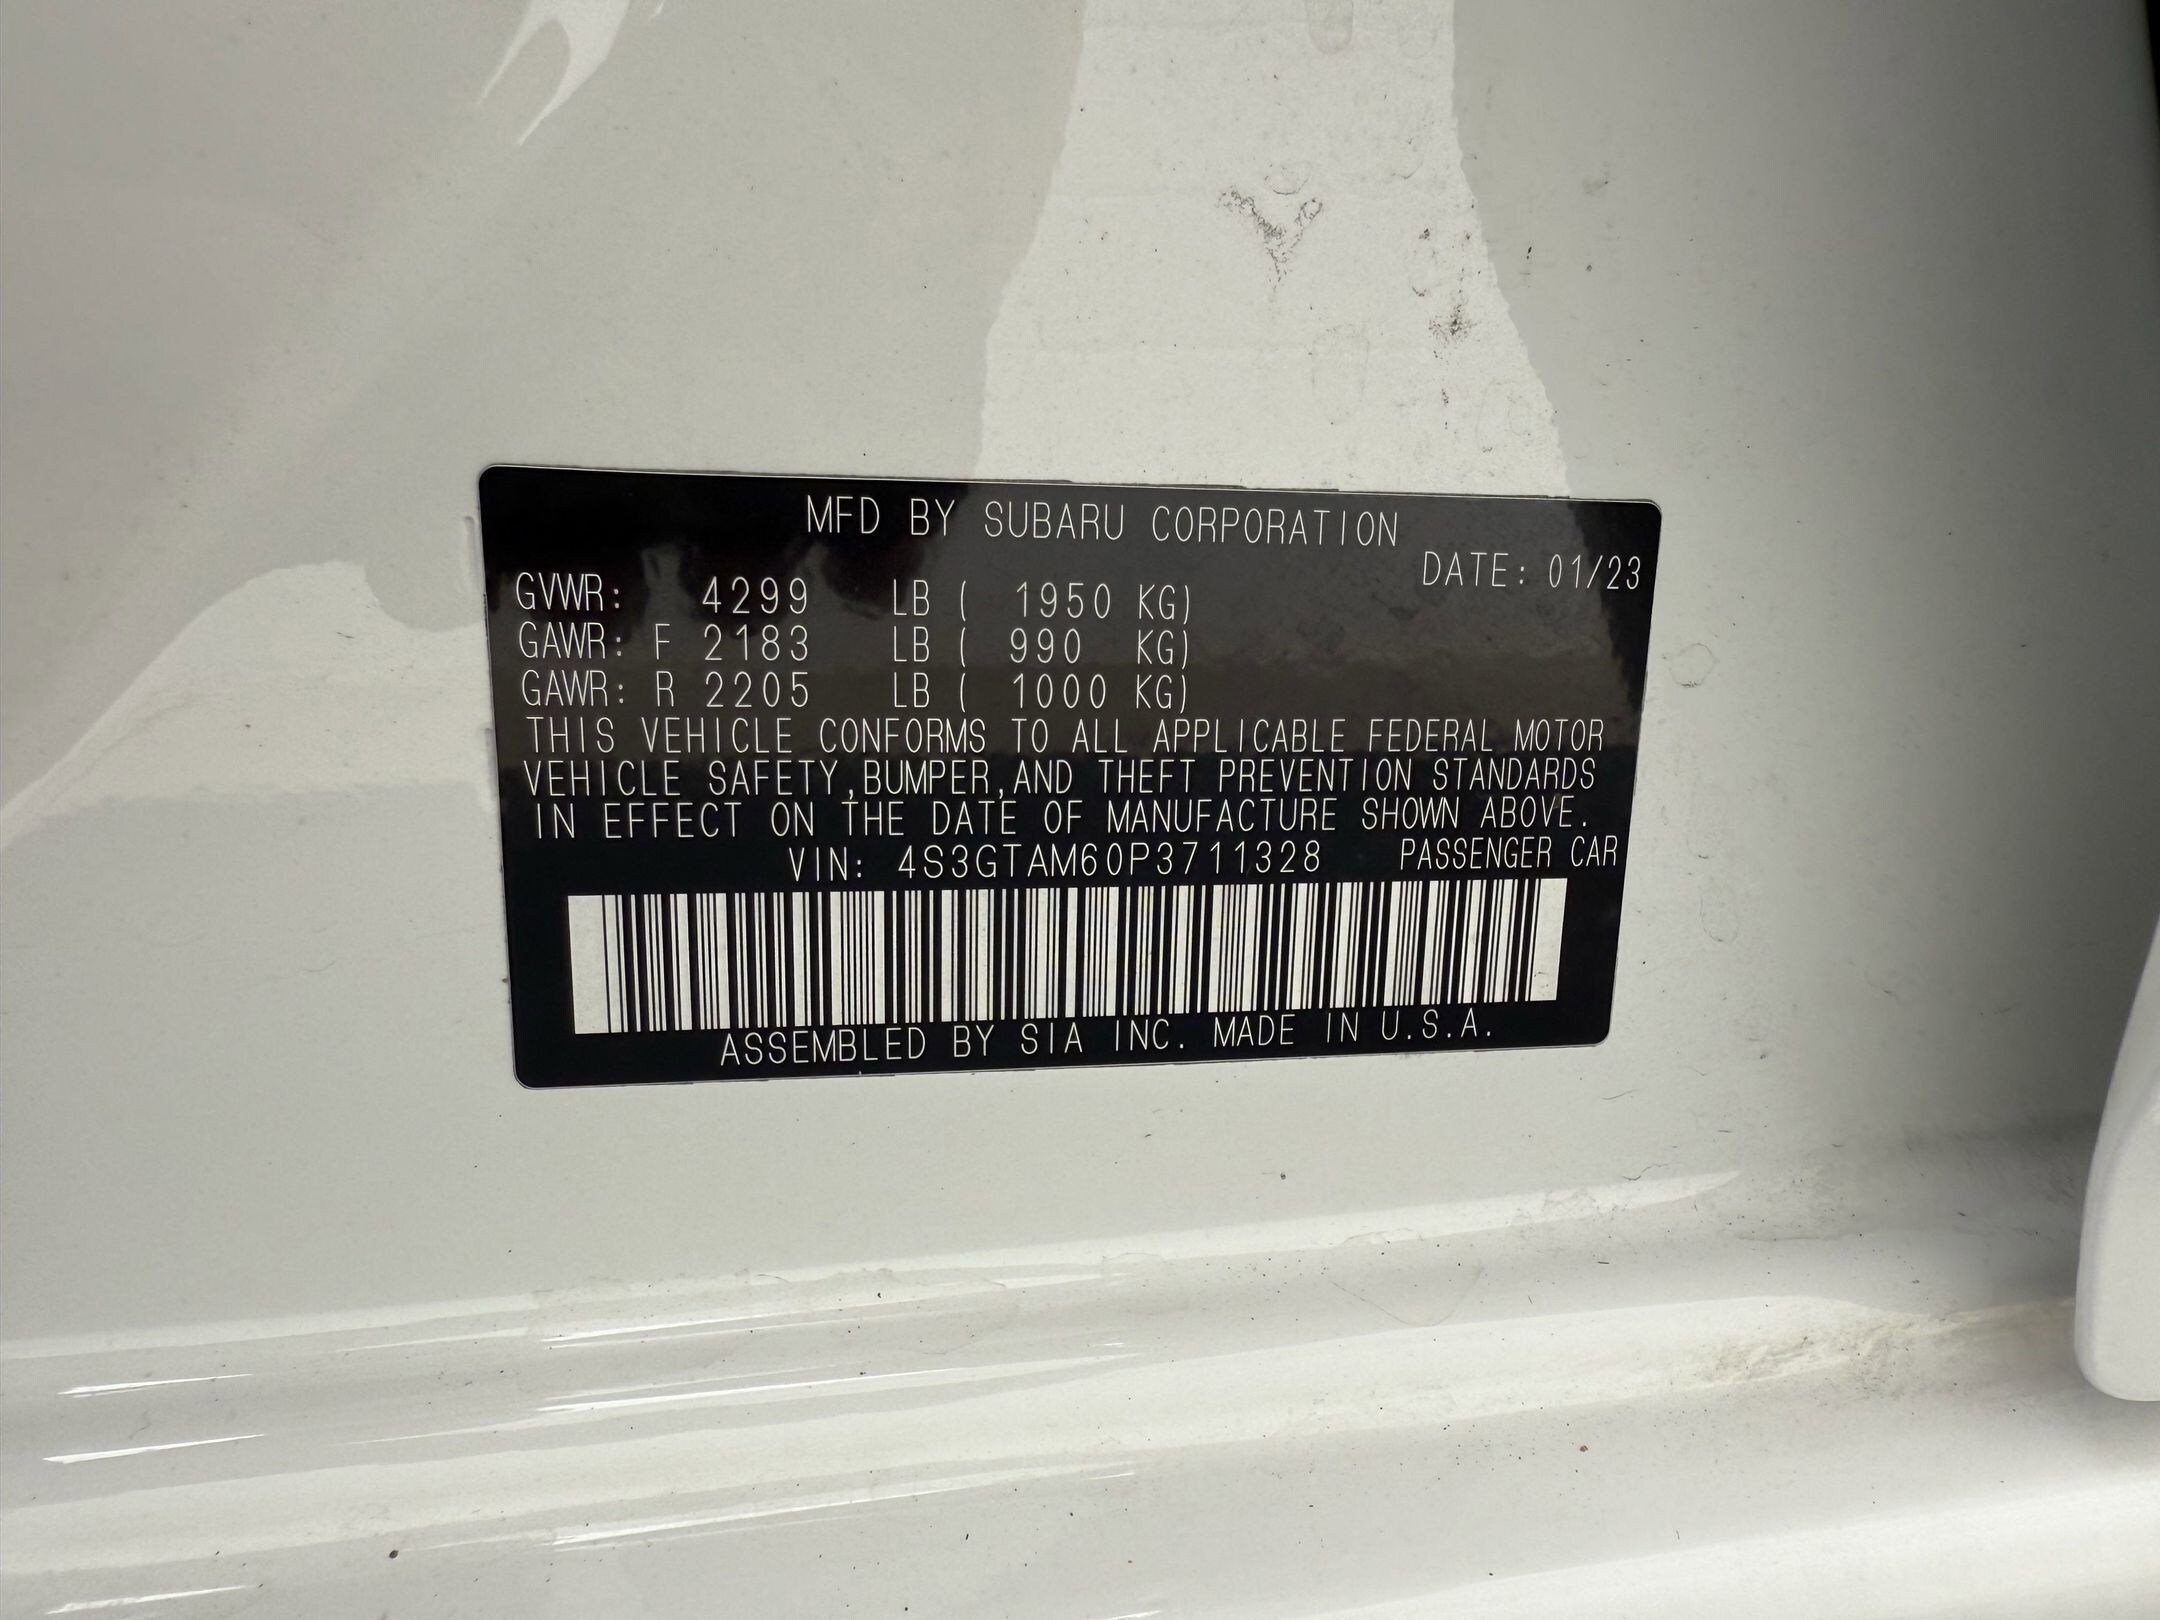 MFD BY SUBARU CORPORATION
DATE: 01/23
GVWR: 4299 LB ( 1950 KG)
GAWR: F 2183 LB ( 990 KG)
GAWR: R 2205 LB ( 1000 KG)
THIS VEHICLE CONFORMS TO ALL APPLICABLE FEDERAL MOTOR
VEHICLE SAFETY,BUMPER,AND THEFT PREVENTION STANDARDS
IN EFFECT ON THE DATE OF MANUFACTURE SHOWN ABOVE.
VIN: 4S3GTAM60P3711328 PASSENGER CAR
ASSEMBLED BY SIA INC. MADE IN U.S.A.